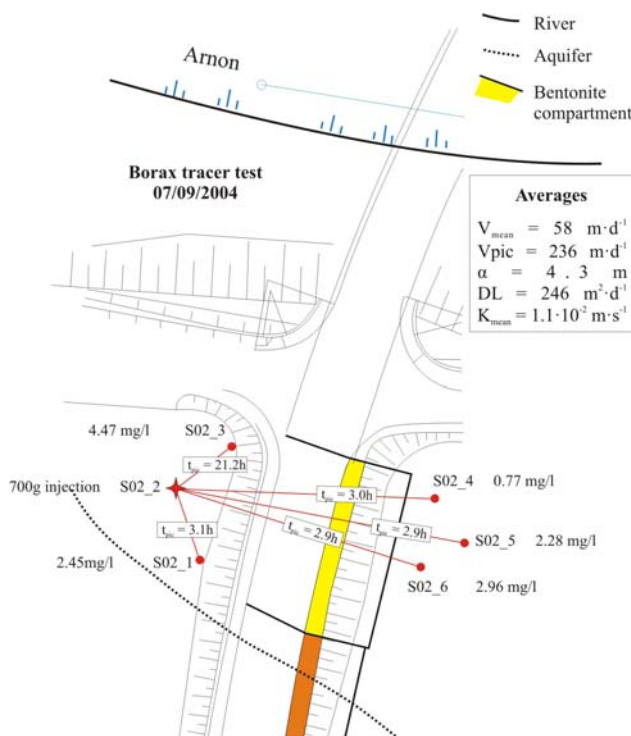 River
Aquifer
Bentonite
compartment
Arnon
Borax tracer test
07/09/2004
Averages
Vmean = 58 m·d-1
Vpic = 236 m·d-1
α = 4 . 3 m
DL = 246 m2·d-1
Kmean = 1.1·10-2 m·s-1
4.47 mg/l S02_3
tpic = 21.2h
700g injection S02_2
tpic = 3.0h
S02_4 0.77 mg/l
tpic = 3.1h
tpic = 2.9h
tpic = 2.9h
S02_5 2.28 mg/l
2.45mg/l S02_1
S02_6 2.96 mg/l